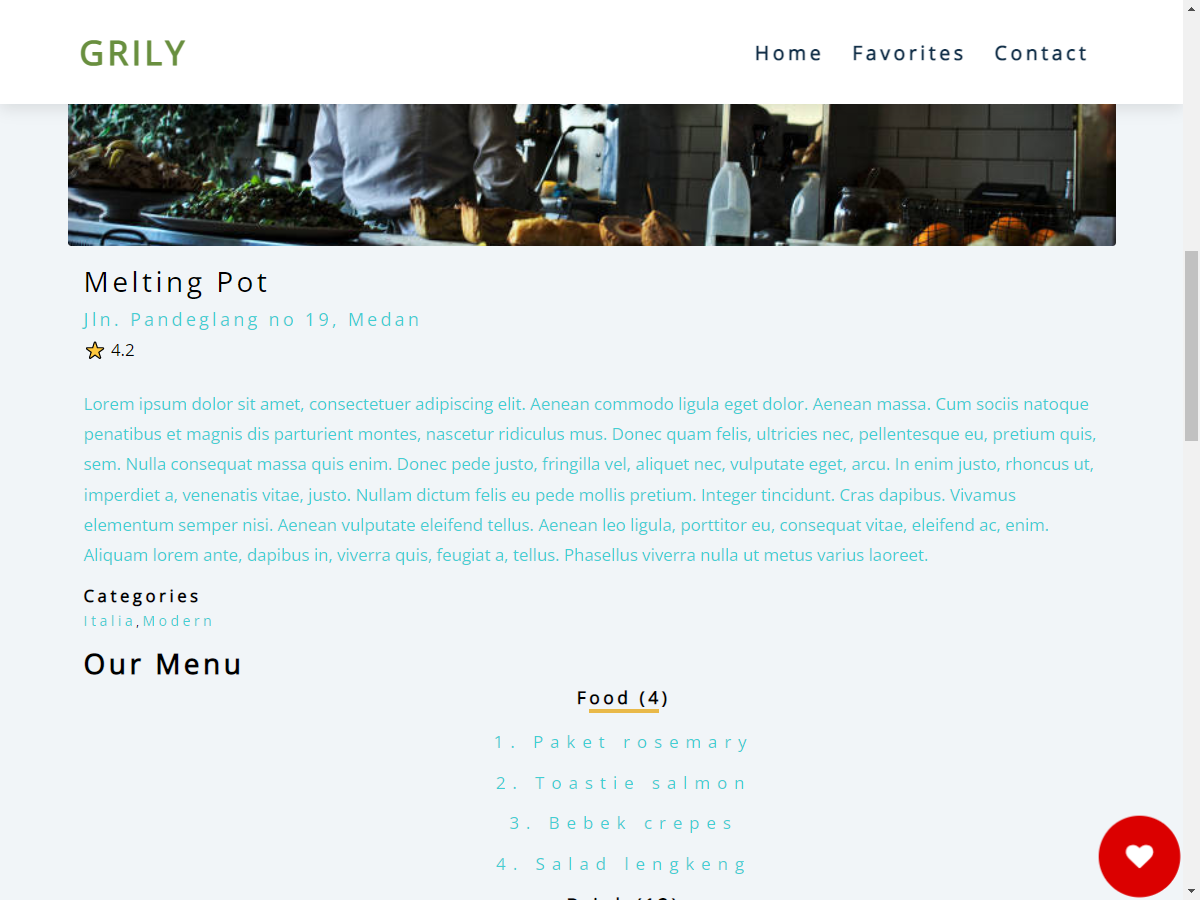 GRILY
Home Favorites Contact
Melting Pot
Jln. Pandeglang no 19, Medan
4.2
Lorem ipsum dolor sit amet, consectetuer adipiscing elit. Aenean commodo ligula eget dolor. Aenean massa. Cum sociis natoque
penatibus et magnis dis parturient montes, nascetur ridiculus mus. Donec quam felis, ultricies nec, pellentesque eu, pretium quis,
sem. Nulla consequat massa quis enim. Donec pede justo, fringilla vel, aliquet nec, vulputate eget, arcu. In enim justo, rhoncus ut,
imperdiet a, venenatis vitae, justo. Nullam dictum felis eu pede mollis pretium. Integer tincidunt. Cras dapibus. Vivamus
elementum semper nisi. Aenean vulputate eleifend tellus. Aenean leo ligula, porttitor eu, consequat vitae, eleifend ac, enim.
Aliquam lorem ante, dapibus in, viverra quis, feugiat a, tellus. Phasellus viverra nulla ut metus varius laoreet.
Categories
Italia,Modern
Our Menu
Food (4)
1. Paket rosemary
2. Toastie salmon
3. Bebek crepes
4. Salad lengkeng